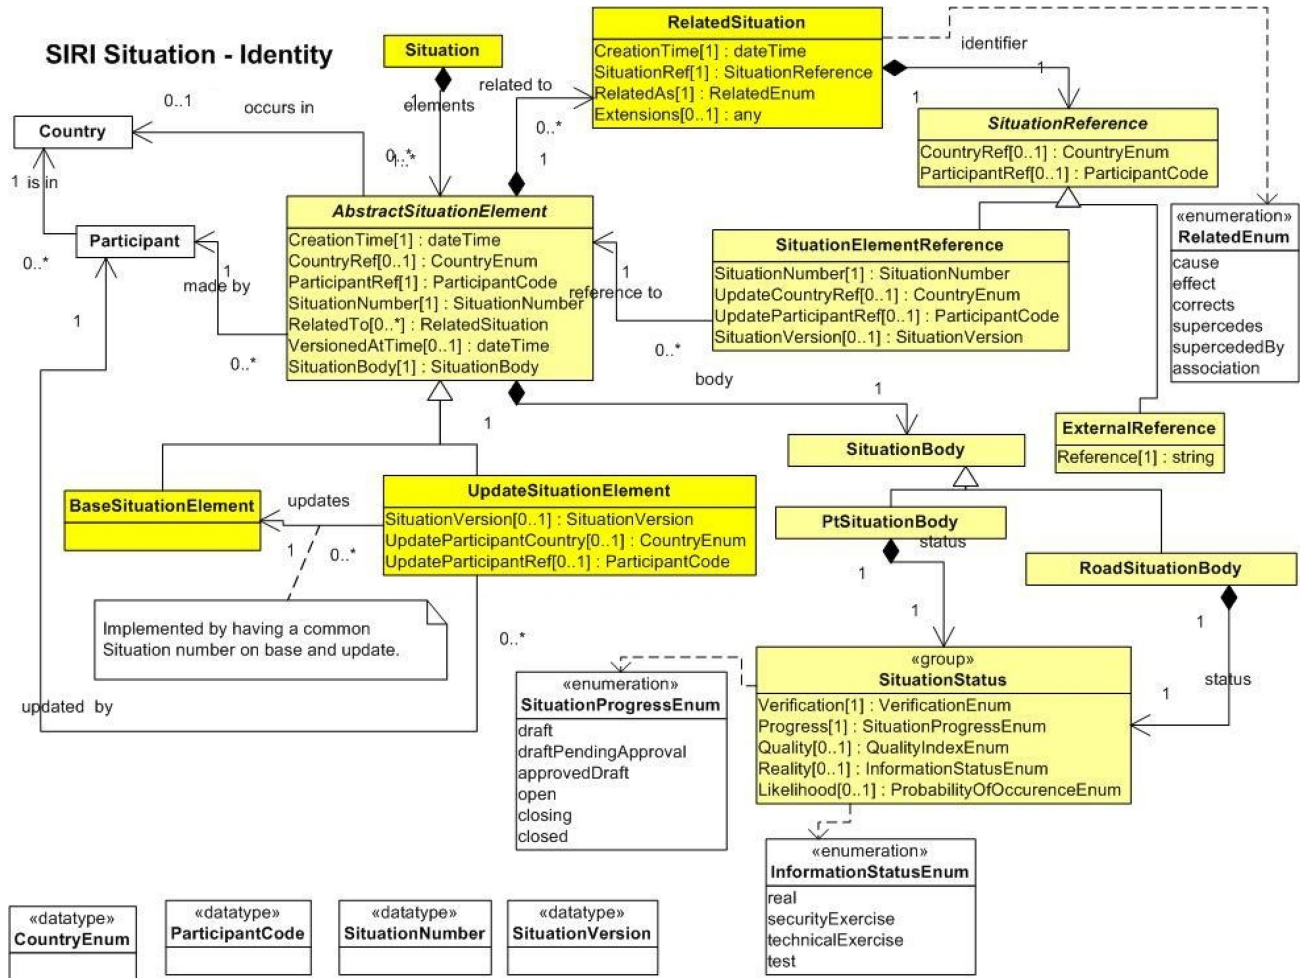 SIRI Situation - Identity
Situation
elements
1
0..*
1..*
related to
0..*
1
RelatedSituation
CreationTime[1] : dateTime
SituationRef[1] : SituationReference
RelatedAs[1] : RelatedEnum
Extensions[0..1] : any
identifier
1
1
SituationReference
CountryRef[0..1] : CountryEnum
ParticipantRef[0..1] : ParticipantCode
0..1
occurs in
Country
1 is in
0..*
Participant
1
made by
0..*
1
AbstractSituationElement
CreationTime[1] : dateTime
CountryRef[0..1] : CountryEnum
ParticipantRef[1] : ParticipantCode
SituationNumber[1] : SituationNumber
RelatedTo[0..*] : RelatedSituation
VersionedAtTime[0..1] : dateTime
SituationBody[1] : SituationBody
1
reference to
0..*
SituationElementReference
SituationNumber[1] : SituationNumber
UpdateCountryRef[0..1] : CountryEnum
UpdateParticipantRef[0..1] : ParticipantCode
SituationVersion[0..1] : SituationVersion
«enumeration»
RelatedEnum
cause
effect
corrects
supercedes
supercededBy
association
body
1
1
SituationBody
ExternalReference
Reference[1] : string
BaseSituationElement
updates
1
0..*
UpdateSituationElement
SituationVersion[0..1] : SituationVersion
UpdateParticipantCountry[0..1] : CountryEnum
UpdateParticipantRef[0..1] : ParticipantCode
PtSituationBody
status
1
1
RoadSituationBody
1
status
1
Implemented by having a common
Situation number on base and update.
0..*
updated by
«enumeration»
SituationProgressEnum
draft
draftPendingApproval
approvedDraft
open
closing
closed
«group»
SituationStatus
Verification[1] : VerificationEnum
Progress[1] : SituationProgressEnum
Quality[0..1] : QualityIndexEnum
Reality[0..1] : InformationStatusEnum
Likelihood[0..1] : ProbabilityOfOccurenceEnum
«enumeration»
InformationStatusEnum
real
securityExercise
technicalExercise
test
«datatype»
CountryEnum
«datatype»
ParticipantCode
«datatype»
SituationNumber
«datatype»
SituationVersion